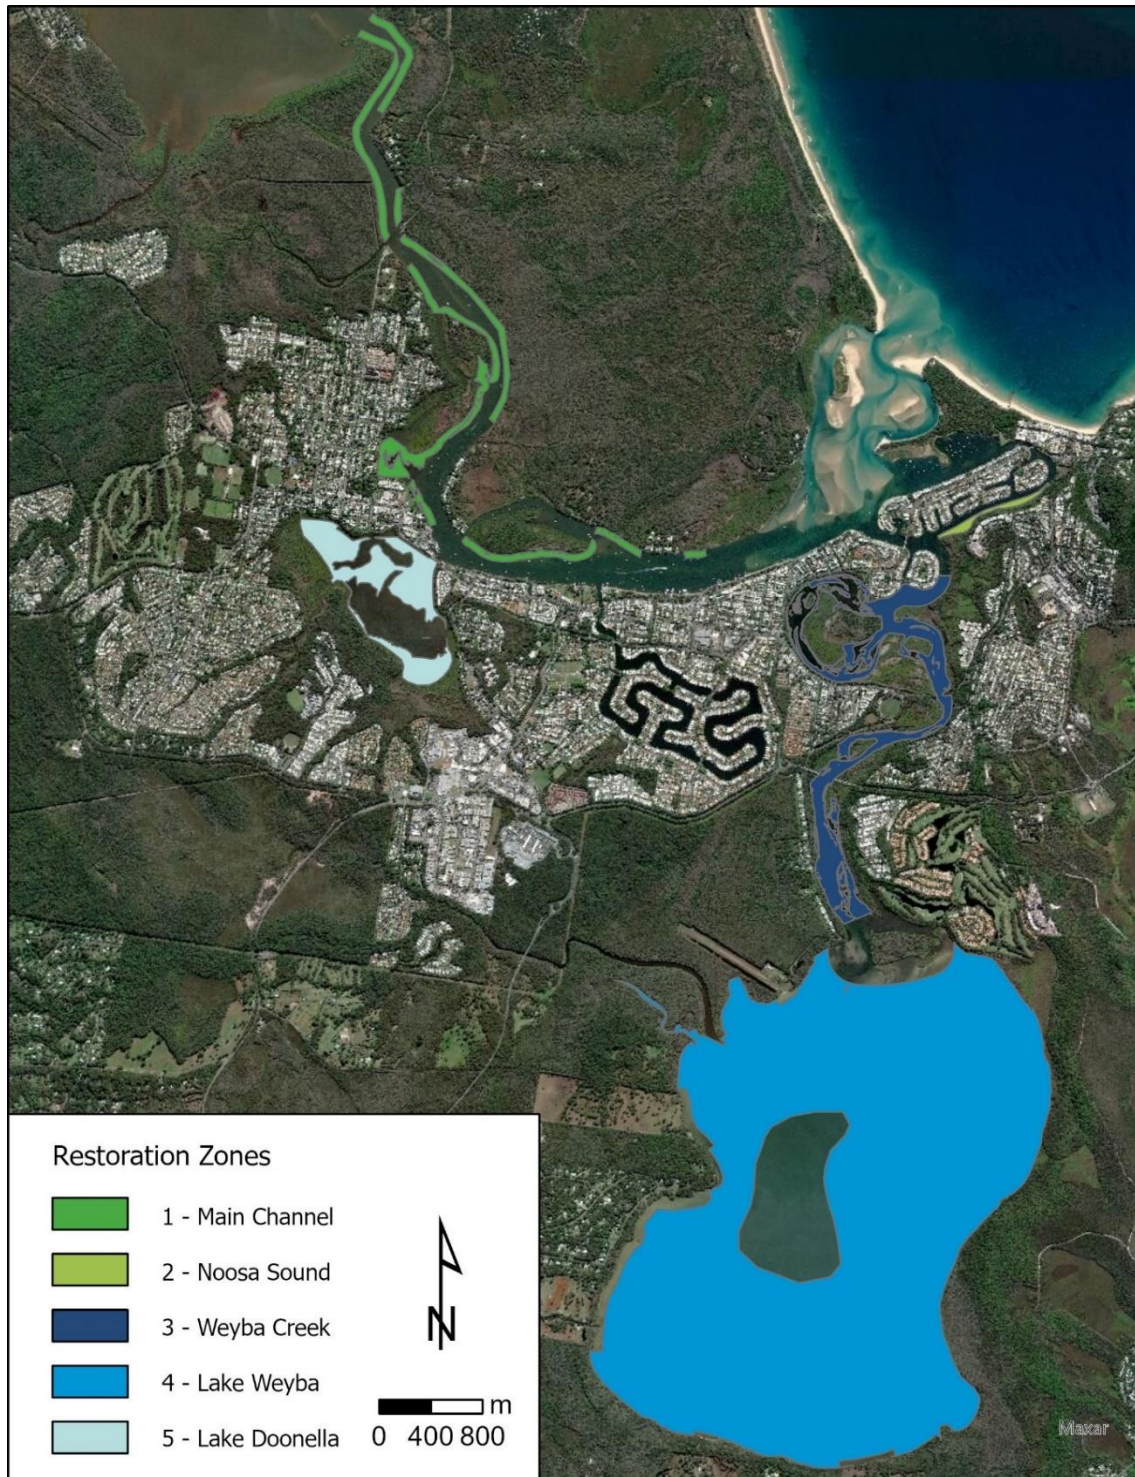 Restoration Zones
1 - Main Channel
2 - Noosa Sound
3 - Weyba Creek
4 - Lake Weyba
5 - Lake Doonella
N
m
0 400 800
Maxar